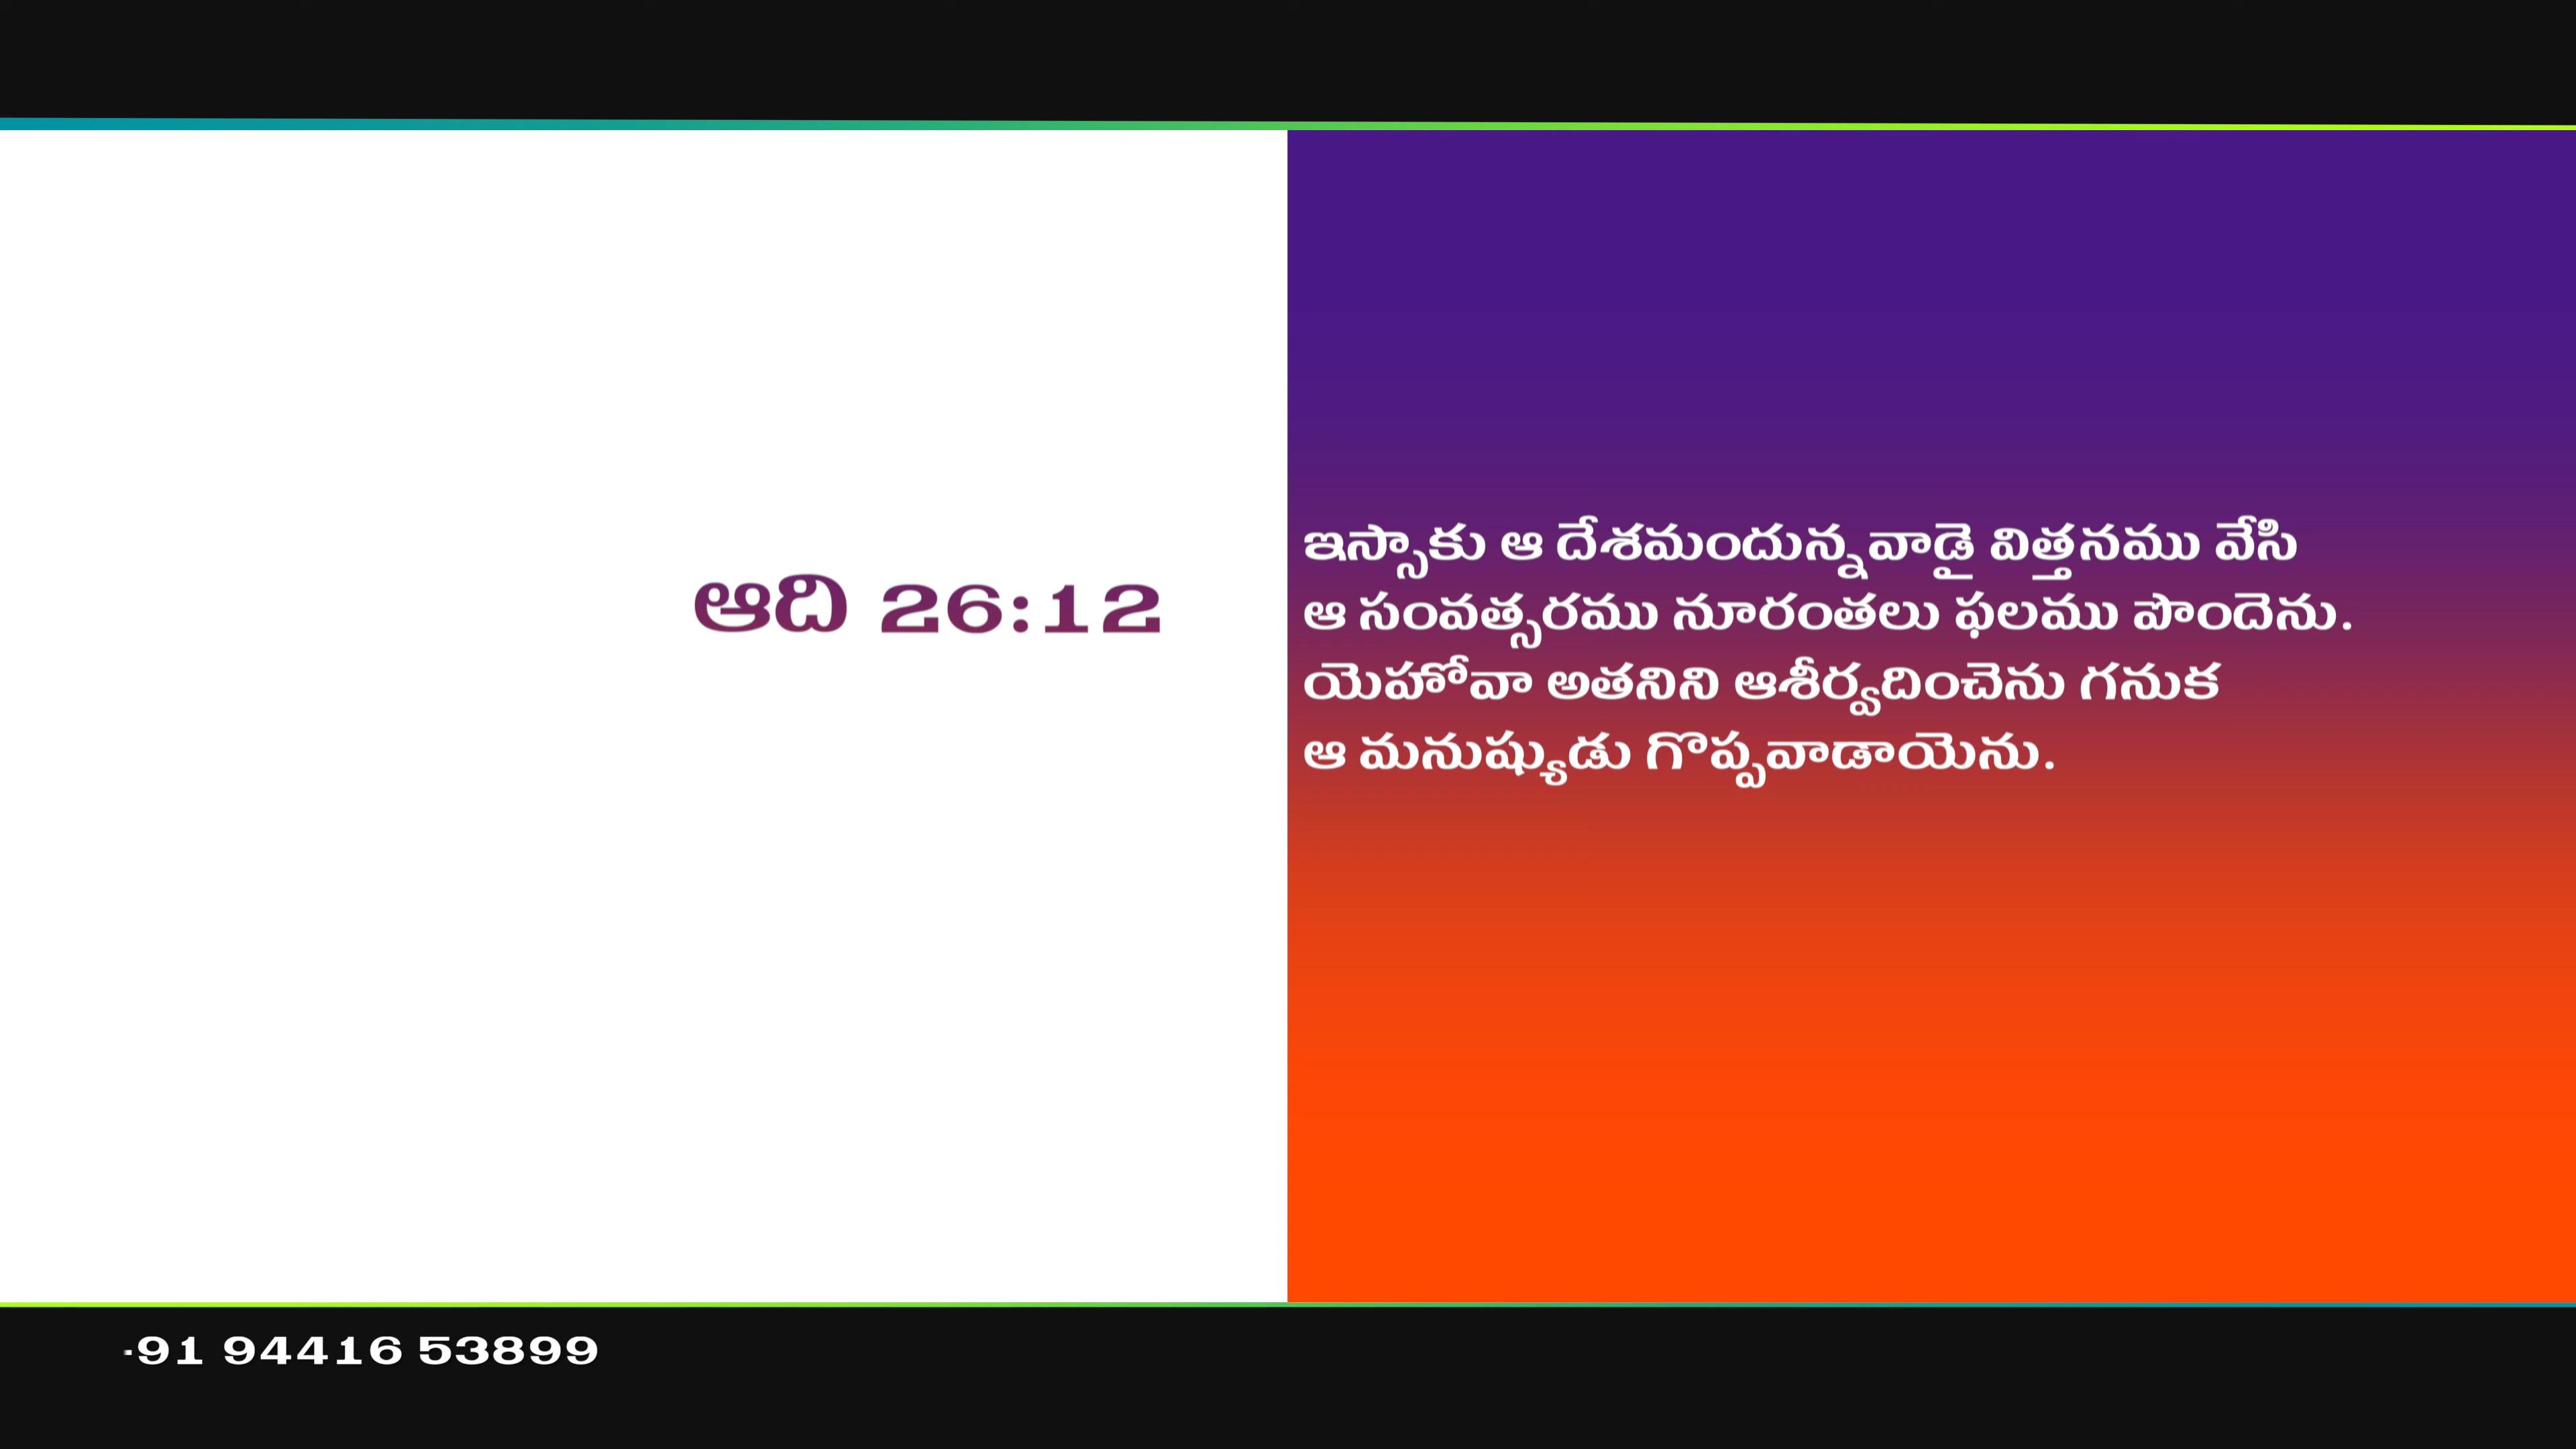 ఆది 26:12
ఇస్సాకు ఆ దేశమందున్నవాడై విత్తనము వేసి
ఆ సంవత్సరము నూరంతలు ఫలము పొందెను.
యెహోవా అతనిని ఆశీర్వదించెను గనుక
ఆ మనుష్యుడు గొప్పవాడాయెను.
91 94416 53899